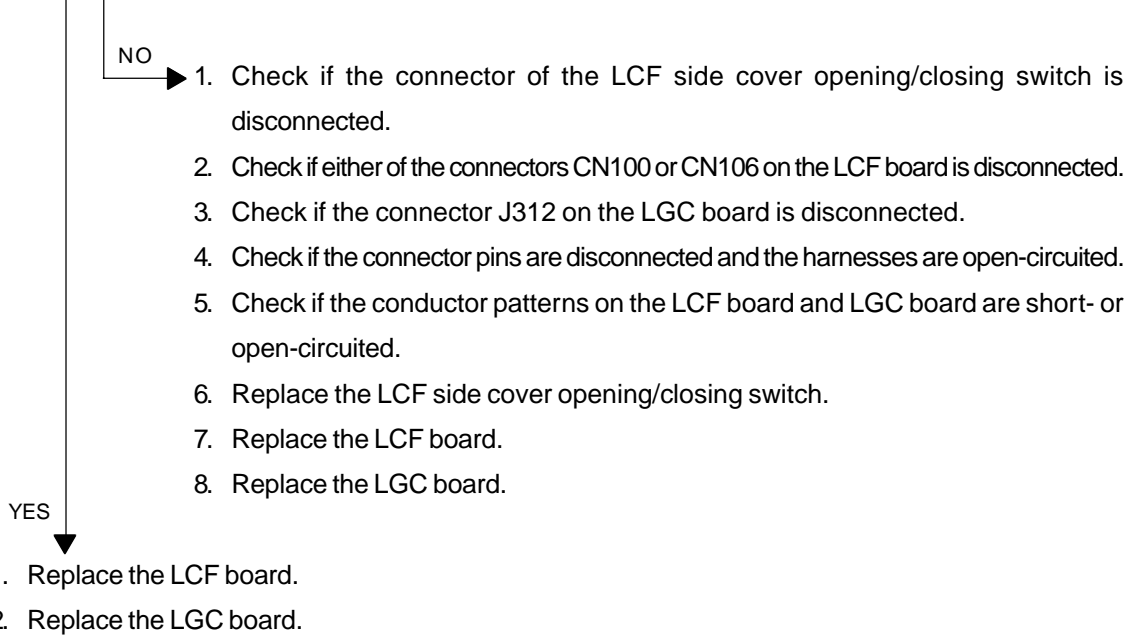 NO
1. Check if the connector of the LCF side cover opening/closing switch is
disconnected.
2. Check if either of the connectors CN100 or CN106 on the LCF board is disconnected.
3. Check if the connector J312 on the LGC board is disconnected.
4. Check if the connector pins are disconnected and the harnesses are open-circuited.
5. Check if the conductor patterns on the LCF board and LGC board are short- or
open-circuited.
6. Replace the LCF side cover opening/closing switch.
7. Replace the LCF board.
8. Replace the LGC board.
YES
. Replace the LCF board.
2. Replace the LGC board.